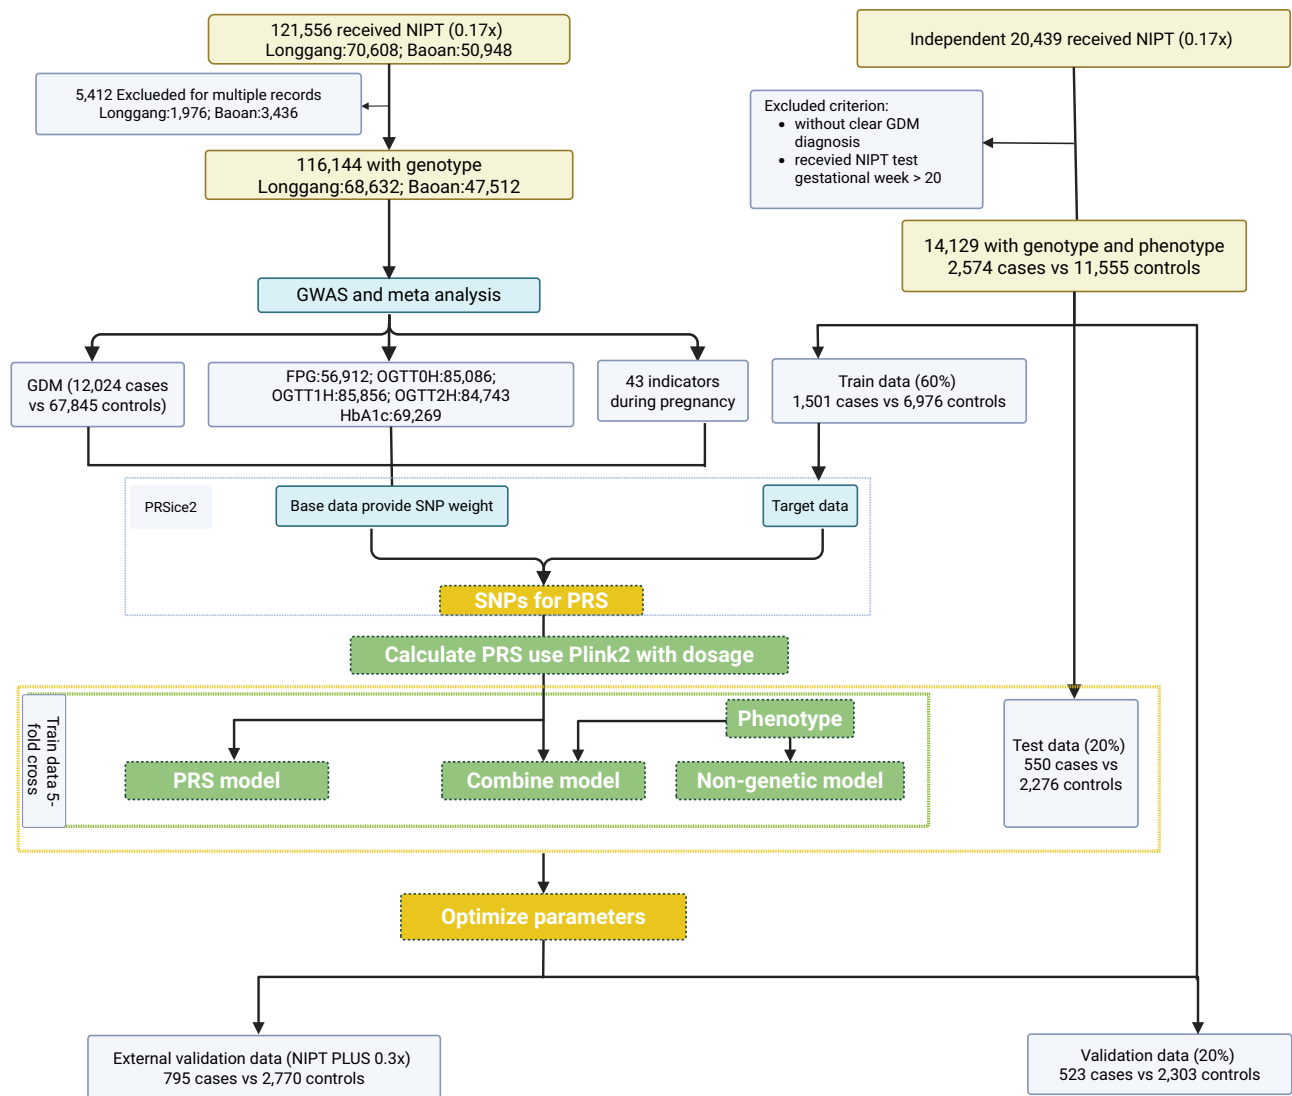 121,556 received NIPT (0.17x)
Longgang:70,608; Baoan:50,948
Independent 20,439 received NIPT (0.17x)
5,412 Exclueded for multiple records
Longgang:1,976; Baoan:3,436
Excluded criterion:
• without clear GDM
diagnosis
• recevied NIPT test
gestational week > 20
116,144 with genotype
Longgang:68,632; Baoan:47,512
14,129 with genotype and phenotype
2,574 cases vs 11,555 controls
GWAS and meta analysis
GDM (12,024 cases
vs 67,845 controls)
FPG:56,912; OGTT0H:85,086;
OGTT1H:85,856; OGTT2H:84,743
HbA1c:69,269
43 indicators
during pregnancy
Train data (60%)
1,501 cases vs 6,976 controls
PRSice2
Base data provide SNP weight
Target data
SNPs for PRS
Calculate PRS use Plink2 with dosage
Train data 5-
fold cross
Phenotype
PRS model
Combine model
Non-genetic model
Test data (20%)
550 cases vs
2,276 controls
Optimize parameters
External validation data (NIPT PLUS 0.3x)
795 cases vs 2,770 controls
Validation data (20%)
523 cases vs 2,303 controls